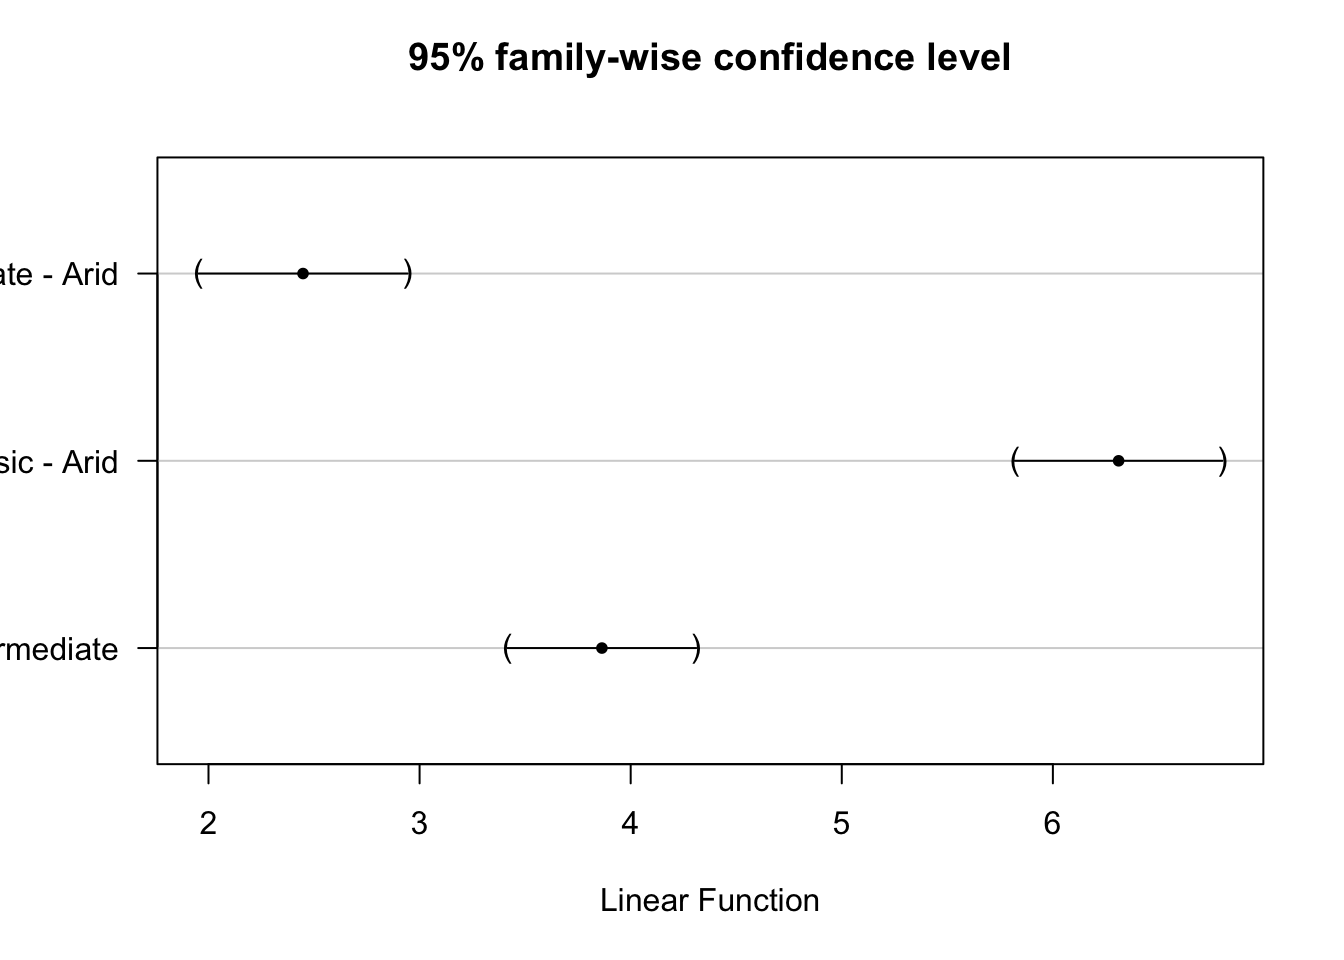 95% family-wise confidence level
ate - Arid
sic - Arid
rmediate
2 3 4 5 6
Linear Function